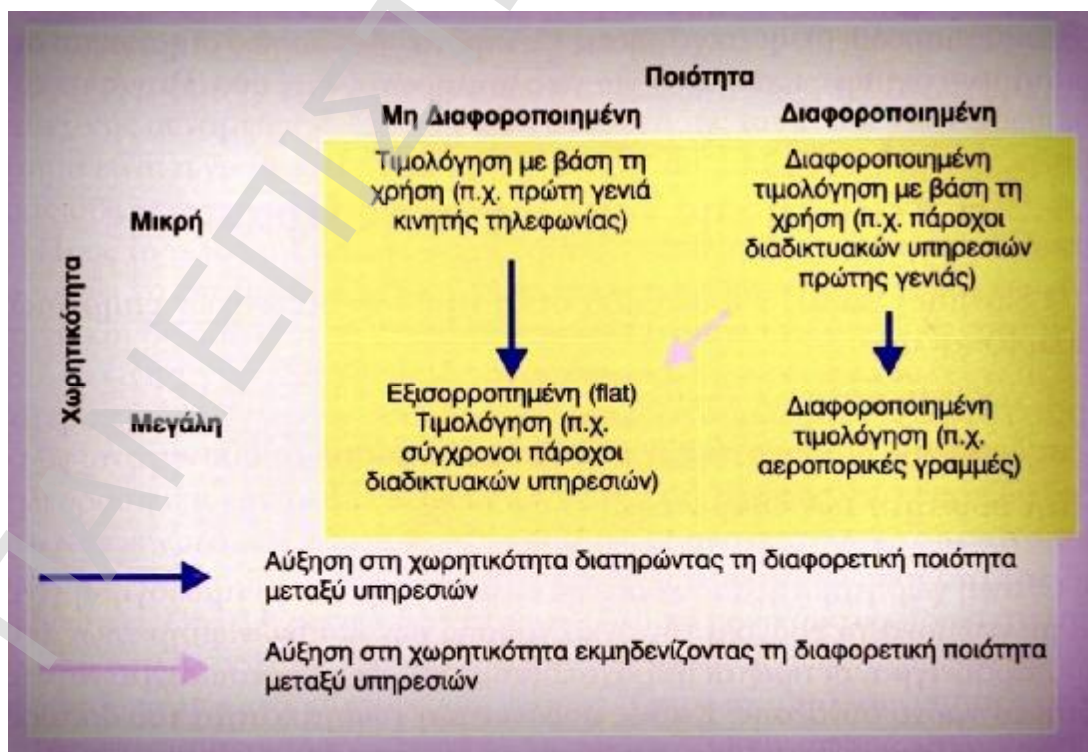 Ποιότητα
Μη Διαφοροποιημένη
Διαφοροποιημένη
Χωρητικότητα
Μικρή
Τιμολόγηση με βάση τη
χρήση (π.χ. πρώτη γενιά
κινητής τηλεφωνίας)
Διαφοροποιημένη
τιμολόγηση με βάση τη
χρήση (π.χ. πάροχοι
διαδικτυακών υπηρεσιών
πρώτης γενιάς)
Μεγάλη
Εξισορροπημένη (flat)
Τιμολόγηση (π.χ.
σύγχρονοι πάροχοι
διαδικτυακών υπηρεσιών)
Διαφοροποιημένη
τιμολόγηση (π.χ.
αεροπορικές γραμμές)
Αύξηση στη χωρητικότητα διατηρώντας τη διαφορετική ποιότητα
μεταξύ υπηρεσιών
Αύξηση στη χωρητικότητα εκμηδενίζοντας τη διαφορετική ποιότητα
μεταξύ υπηρεσιών